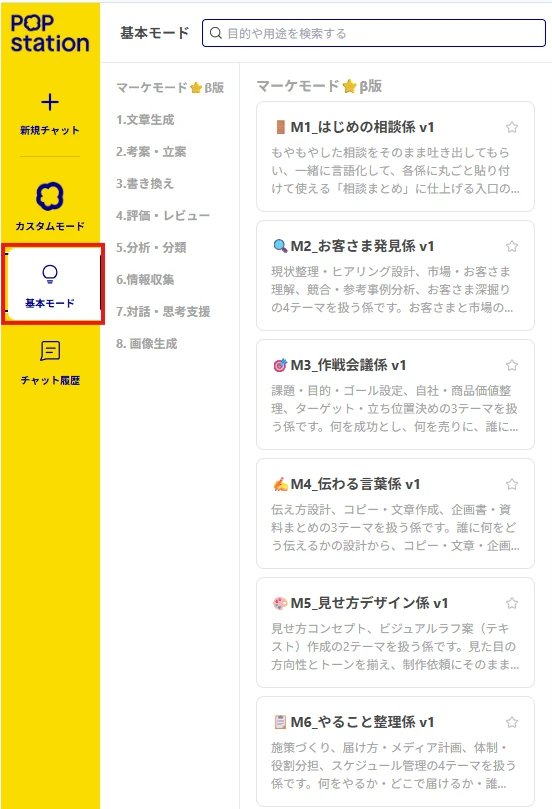 POP
station
新規チャット
カスタムモード
基本モード
チャット履歴
基本モード
目的や用途を検索する
マーケモード⭐β版
1.文章生成
2.考案・立案
3.書き換え
4.評価・レビュー
5.分析・分類
6.情報収集
7.対話・思考支援
8. 画像生成
マーケモード⭐β版
M1_はじめの相談係 v1
もやもやした相談をそのまま吐き出してもら
い、一緒に言語化して、各係に丸ごと貼り付
けて使える「相談まとめ」に仕上げる入口の...
M2_お客さま発見係 v1
現状整理・ヒアリング設計、市場・お客さま
理解、競合・参考事例分析、お客さま深掘り
の4テーマを扱う係です。お客さまと市場の...
M3_作戦会議係 v1
課題・目的・ゴール設定、自社・商品価値整
理、ターゲット・立ち位置決めの3テーマを扱
う係です。何を成功とし、何を売りに、誰に...
M4_伝わる言葉係 v1
伝え方設計、コピー・文章作成、企画書・資
料まとめの3テーマを扱う係です。誰に何をど
う伝えるかの設計から、コピー・文章・企画...
M5_見せ方デザイン係 v1
見せ方コンセプト、ビジュアルラフ案（テキ
スト）作成の2テーマを扱う係です。見た目の
方向性とトーンを揃え、制作依頼にそのまま...
M6_やること整理係 v1
施策づくり、届け方・メディア計画、体制・
役割分担、スケジュール管理の4テーマを扱う
係です。何をやるか・どこで届けるか・誰...